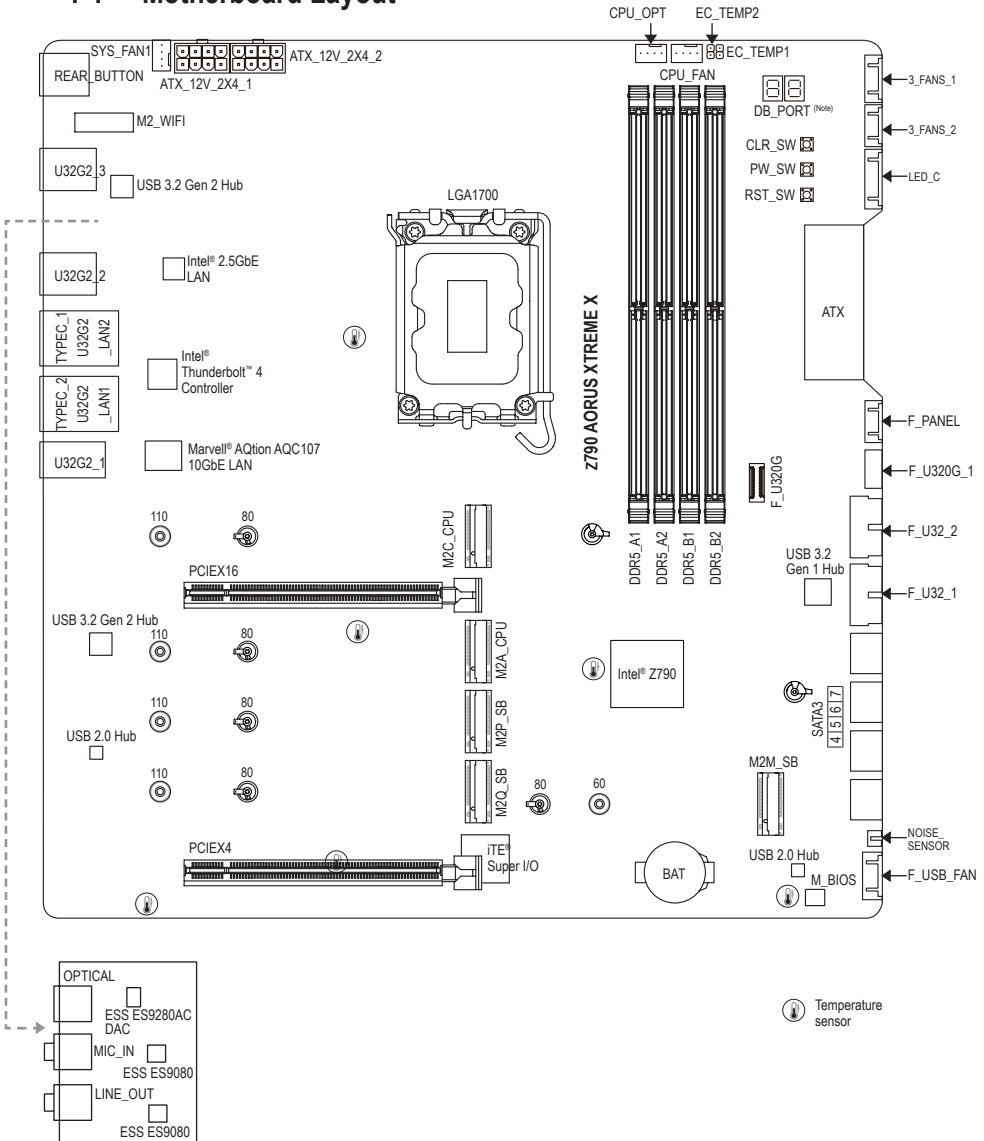 Motherboard Layout
CPU_OPT
EC_TEMP2
SYS_FAN1
ATX_12V_2X4_2
EC_TEMP1
REAR_BUTTON
ATX_12V_2X4_1
CPU_FAN
3_FANS_1
DB_PORT (Note)
M2_WIFI
3_FANS_2
CLR_SW
PW_SW
RST_SW
LED_C
U32G2_3
USB 3.2 Gen 2 Hub
LGA1700
U32G2_2
Intel® 2.5GbE
LAN
ATX
TYPEC_1
U32G2
_LAN2
Z790 AORUS XTREME X
Intel®
Thunderbolt™ 4
Controller
TYPEC_2
U32G2
_LAN1
F_PANEL
U32G2_1
Marvell® AQtion AQC107
10GbE LAN
F_U320G
F_U320G_1
110
80
M2C_CPU
DDR5_A1
DDR5_A2
DDR5_B1
DDR5_B2
F_U32_2
USB 3.2
Gen 1 Hub
PCIEX16
F_U32_1
USB 3.2 Gen 2 Hub
110
80
M2A_CPU
Intel® Z790
110
80
M2P_SB
SATA3
4 5 6 7
USB 2.0 Hub
110
80
M2Q_SB
80
60
M2M_SB
NOISE_
SENSOR
PCIEX4
iTE®
Super I/O
BAT
USB 2.0 Hub
M_BIOS
F_USB_FAN
OPTICAL
ESS ES9280AC
DAC
MIC_IN
ESS ES9080
LINE_OUT
ESS ES9080
Temperature
sensor